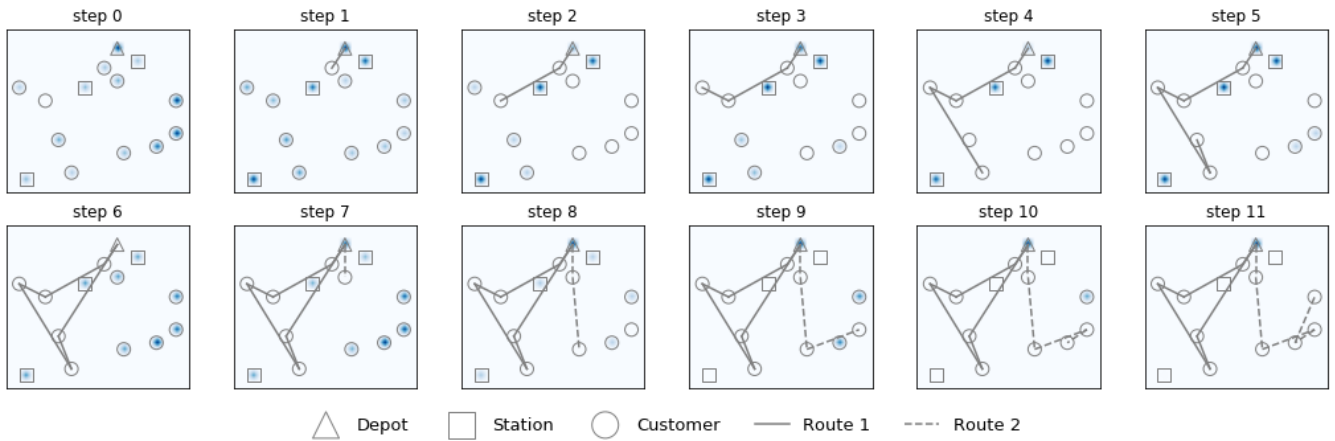 step 0 step 1 step 2 step 3 step 4 step 5
step 6 step 7 step 8 step 9 step 10 step 11
Depot Station Customer Route 1 Route 2